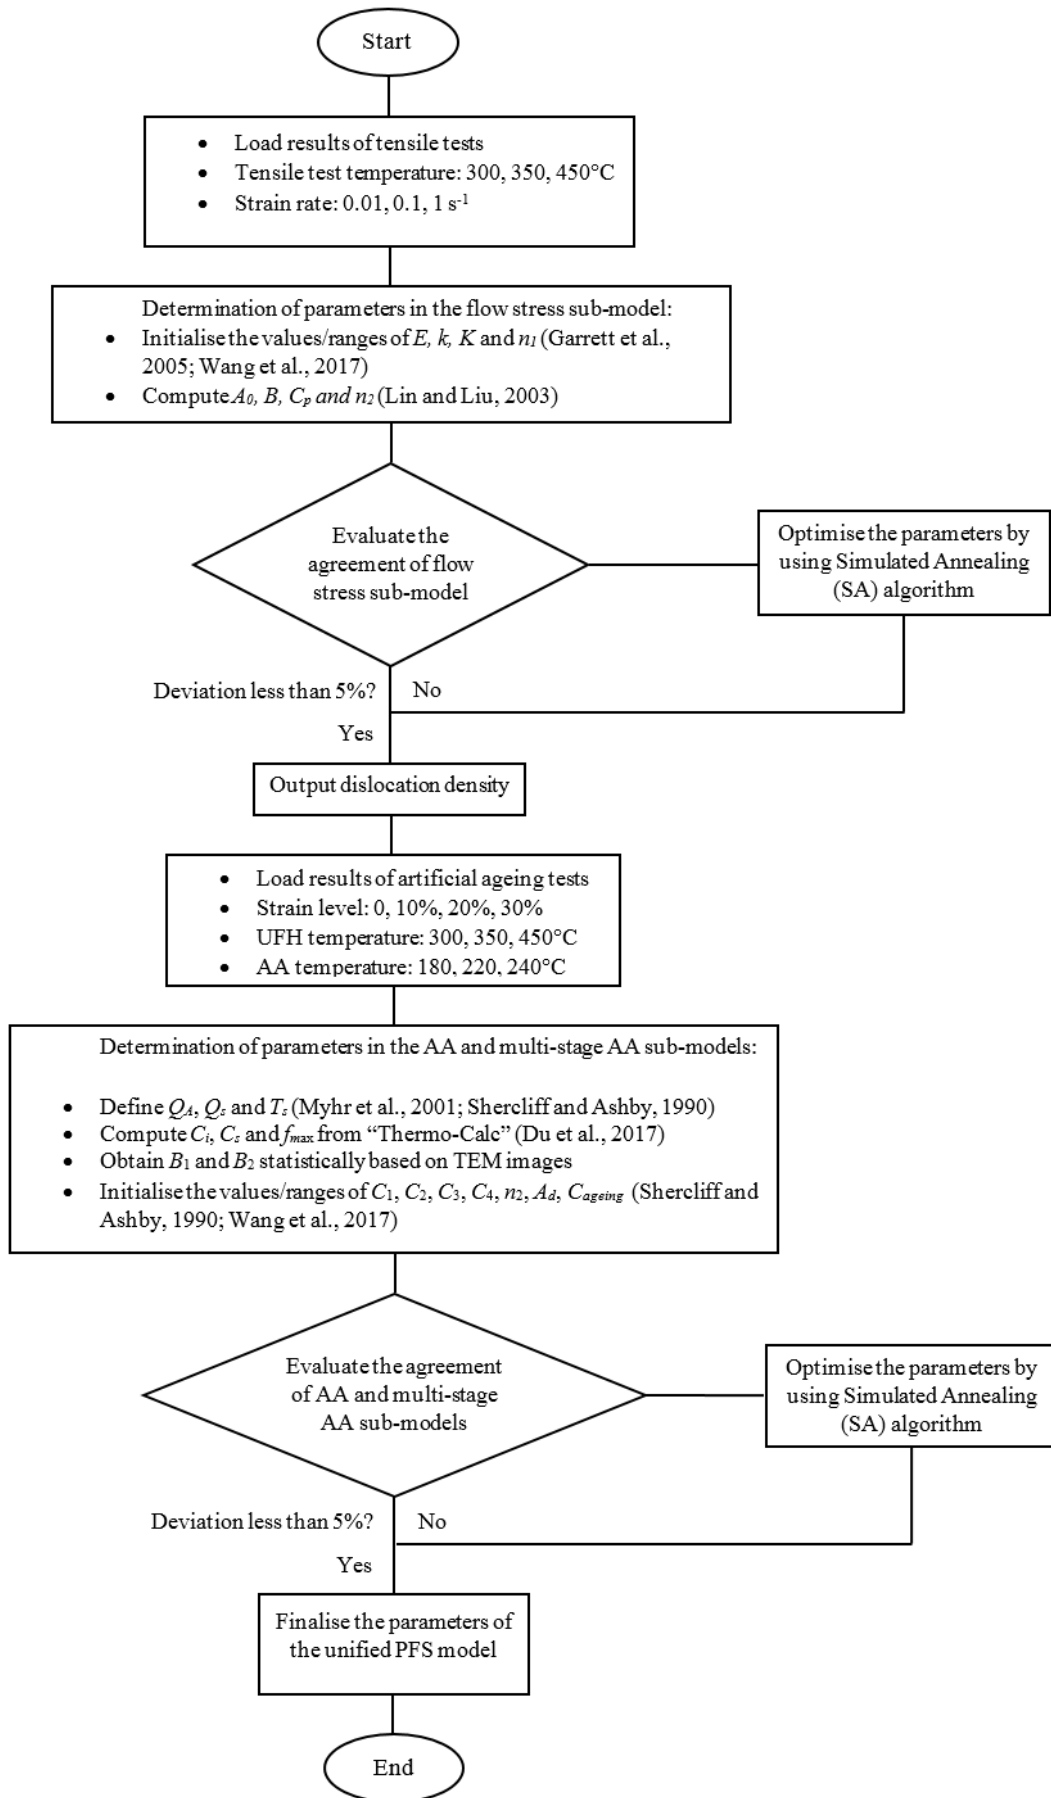 Start
• Load results of tensile tests
• Tensile test temperature: 300, 350, 450°C
• Strain rate: 0.01, 0.1, 1 s⁻¹
Determination of parameters in the flow stress sub-model:
• Initialise the values/ranges of E, k, K and n₁ (Garrett et al.,
2005; Wang et al., 2017)
• Compute A₀, B, Cₚ and n₂ (Lin and Liu, 2003)
Evaluate the
agreement of flow
stress sub-model
Optimise the parameters by
using Simulated Annealing
(SA) algorithm
Deviation less than 5%?
No
Yes
Output dislocation density
• Load results of artificial ageing tests
• Strain level: 0, 10%, 20%, 30%
• UFH temperature: 300, 350, 450°C
• AA temperature: 180, 220, 240°C
Determination of parameters in the AA and multi-stage AA sub-models:
• Define Q_A, Qₛ and Tₛ (Myhr et al., 2001; Shercliff and Ashby, 1990)
• Compute Cᵢ, Cₛ and f_max from “Thermo-Calc” (Du et al., 2017)
• Obtain B₁ and B₂ statistically based on TEM images
• Initialise the values/ranges of C₁, C₂, C₃, C₄, n₂, A_d, C_ageing (Shercliff and
Ashby, 1990; Wang et al., 2017)
Evaluate the agreement
of AA and multi-stage
AA sub-models
Optimise the parameters by
using Simulated Annealing
(SA) algorithm
Deviation less than 5%?
No
Yes
Finalise the parameters of
the unified PFS model
End